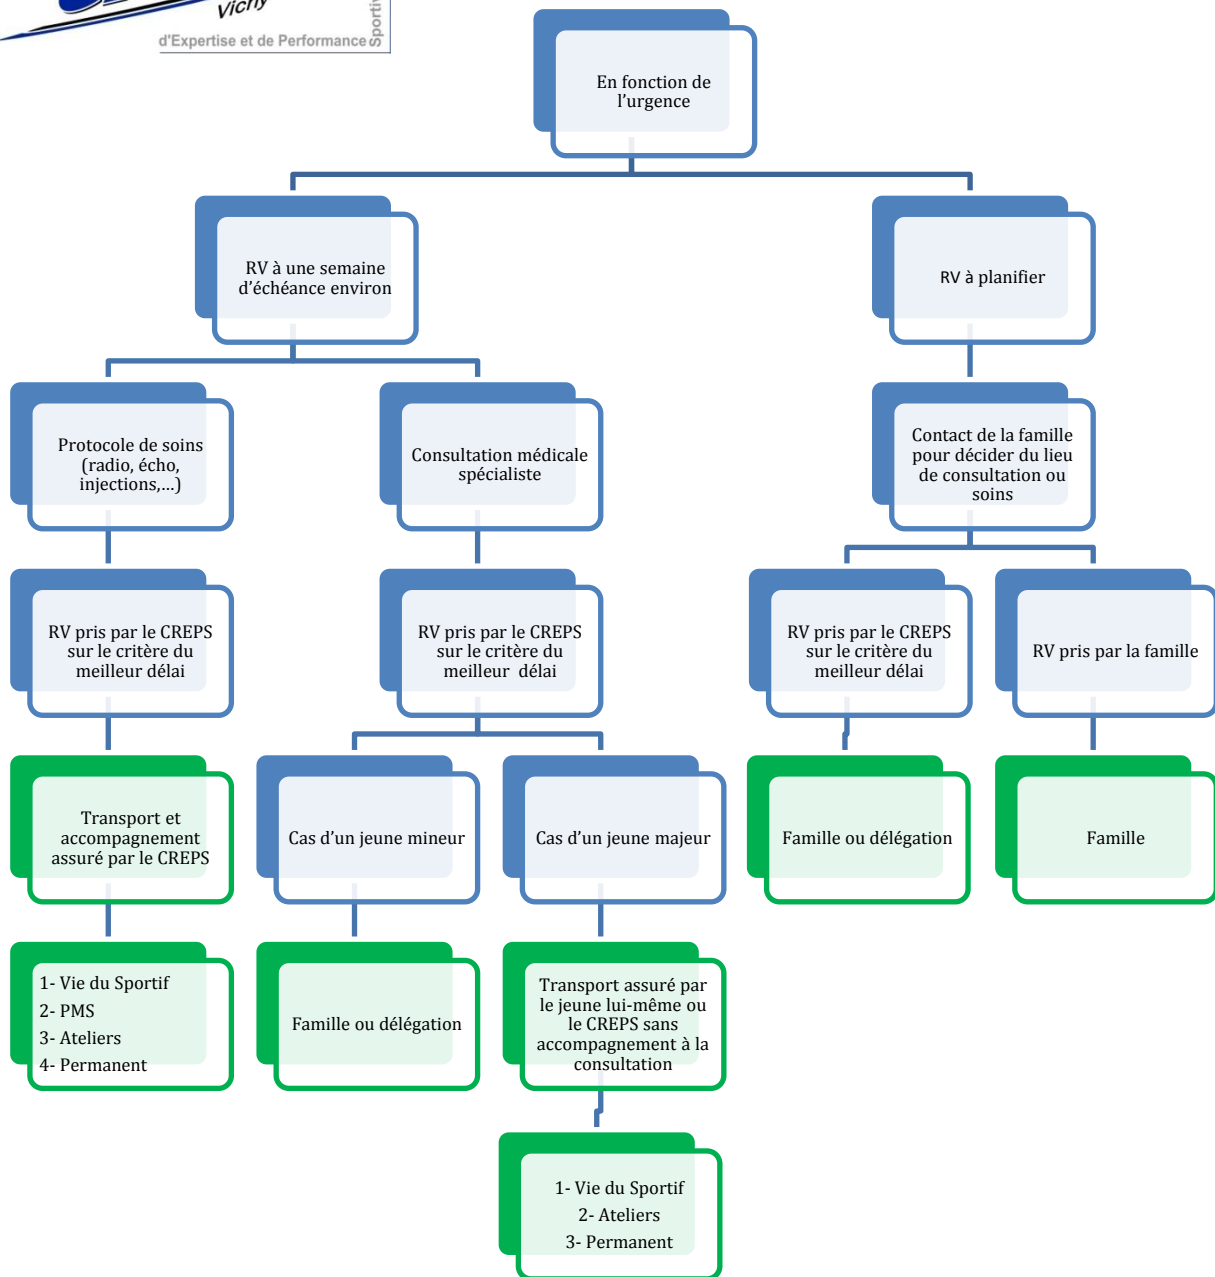 Vichy
d'Expertise et de Performance
En fonction de
l'urgence
RV à une semaine
d'échéance environ
RV à planifier
Protocole de soins
(radio, écho,
injections,...)
Consultation médicale
spécialiste
Contact de la famille
pour décider du lieu
de consultation ou
soins
RV pris par le CREPS
sur le critère du
meilleur délai
RV pris par le CREPS
sur le critère du
meilleur délai
RV pris par le CREPS
sur le critère du
meilleur délai
RV pris par la famille
Transport et
accompagnement
assuré par le CREPS
Cas d'un jeune mineur
Cas d'un jeune majeur
Famille ou délégation
Famille
1- Vie du Sportif
2- PMS
3- Ateliers
4- Permanent
Famille ou délégation
Transport assuré par
le jeune lui-même ou
le CREPS sans
accompagnement à la
consultation
1- Vie du Sportif
2- Ateliers
3- Permanent